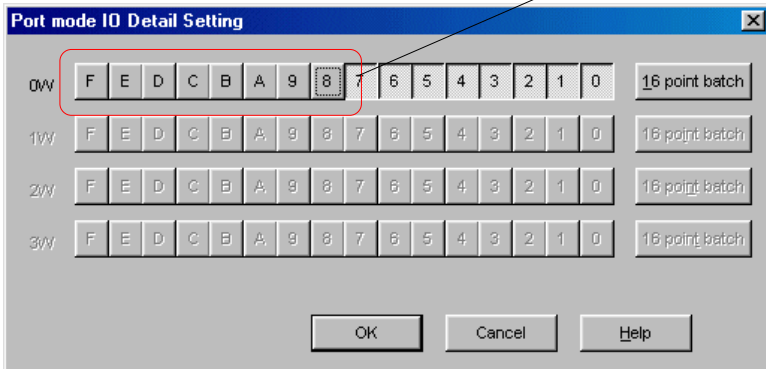 Port mode IO Detail Setting
0W F E D C B A 9 8 7 6 5 4 3 2 1 0 16 point batch
1W F E D C B A 9 8 7 6 5 4 3 2 1 0 16 point batch
2W F E D C B A 9 8 7 6 5 4 3 2 1 0 16 point batch
3W F E D C B A 9 8 7 6 5 4 3 2 1 0 16 point batch
OK Cancel Help